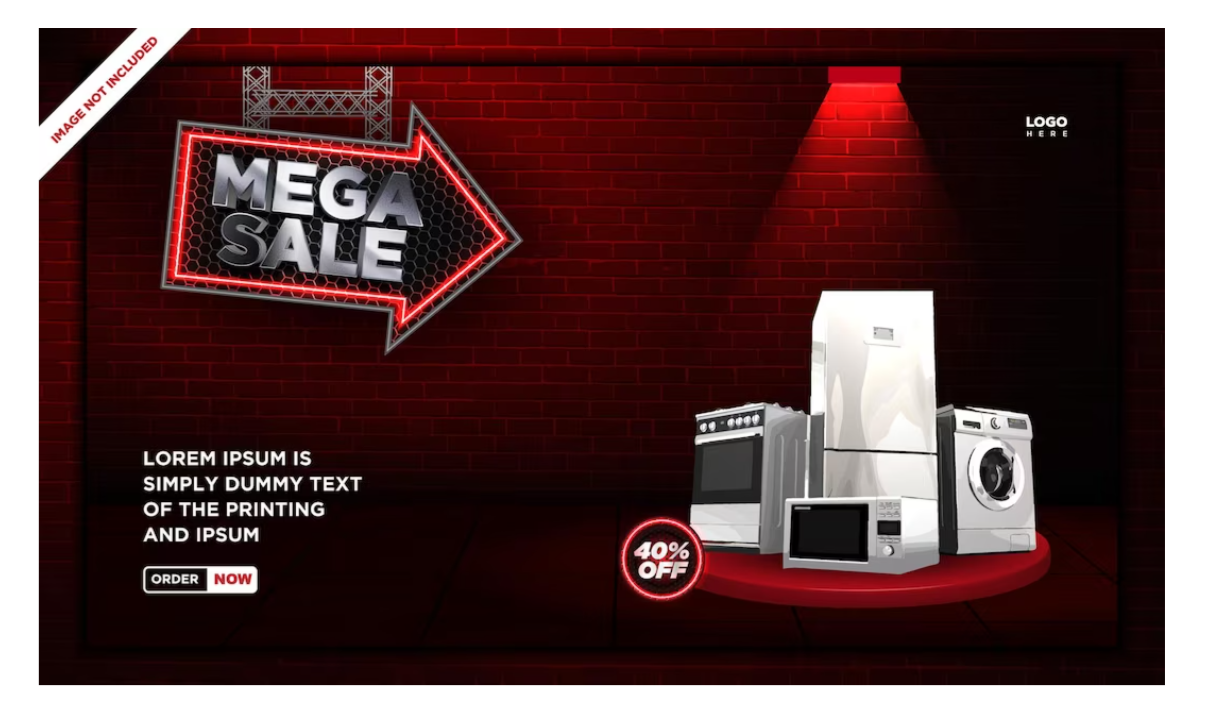 IMAGE NOT INCLUDED
MEGA
SALE
LOGO
HERE
LOREM IPSUM IS
SIMPLY DUMMY TEXT
OF THE PRINTING
AND IPSUM
ORDER NOW
40%
OFF